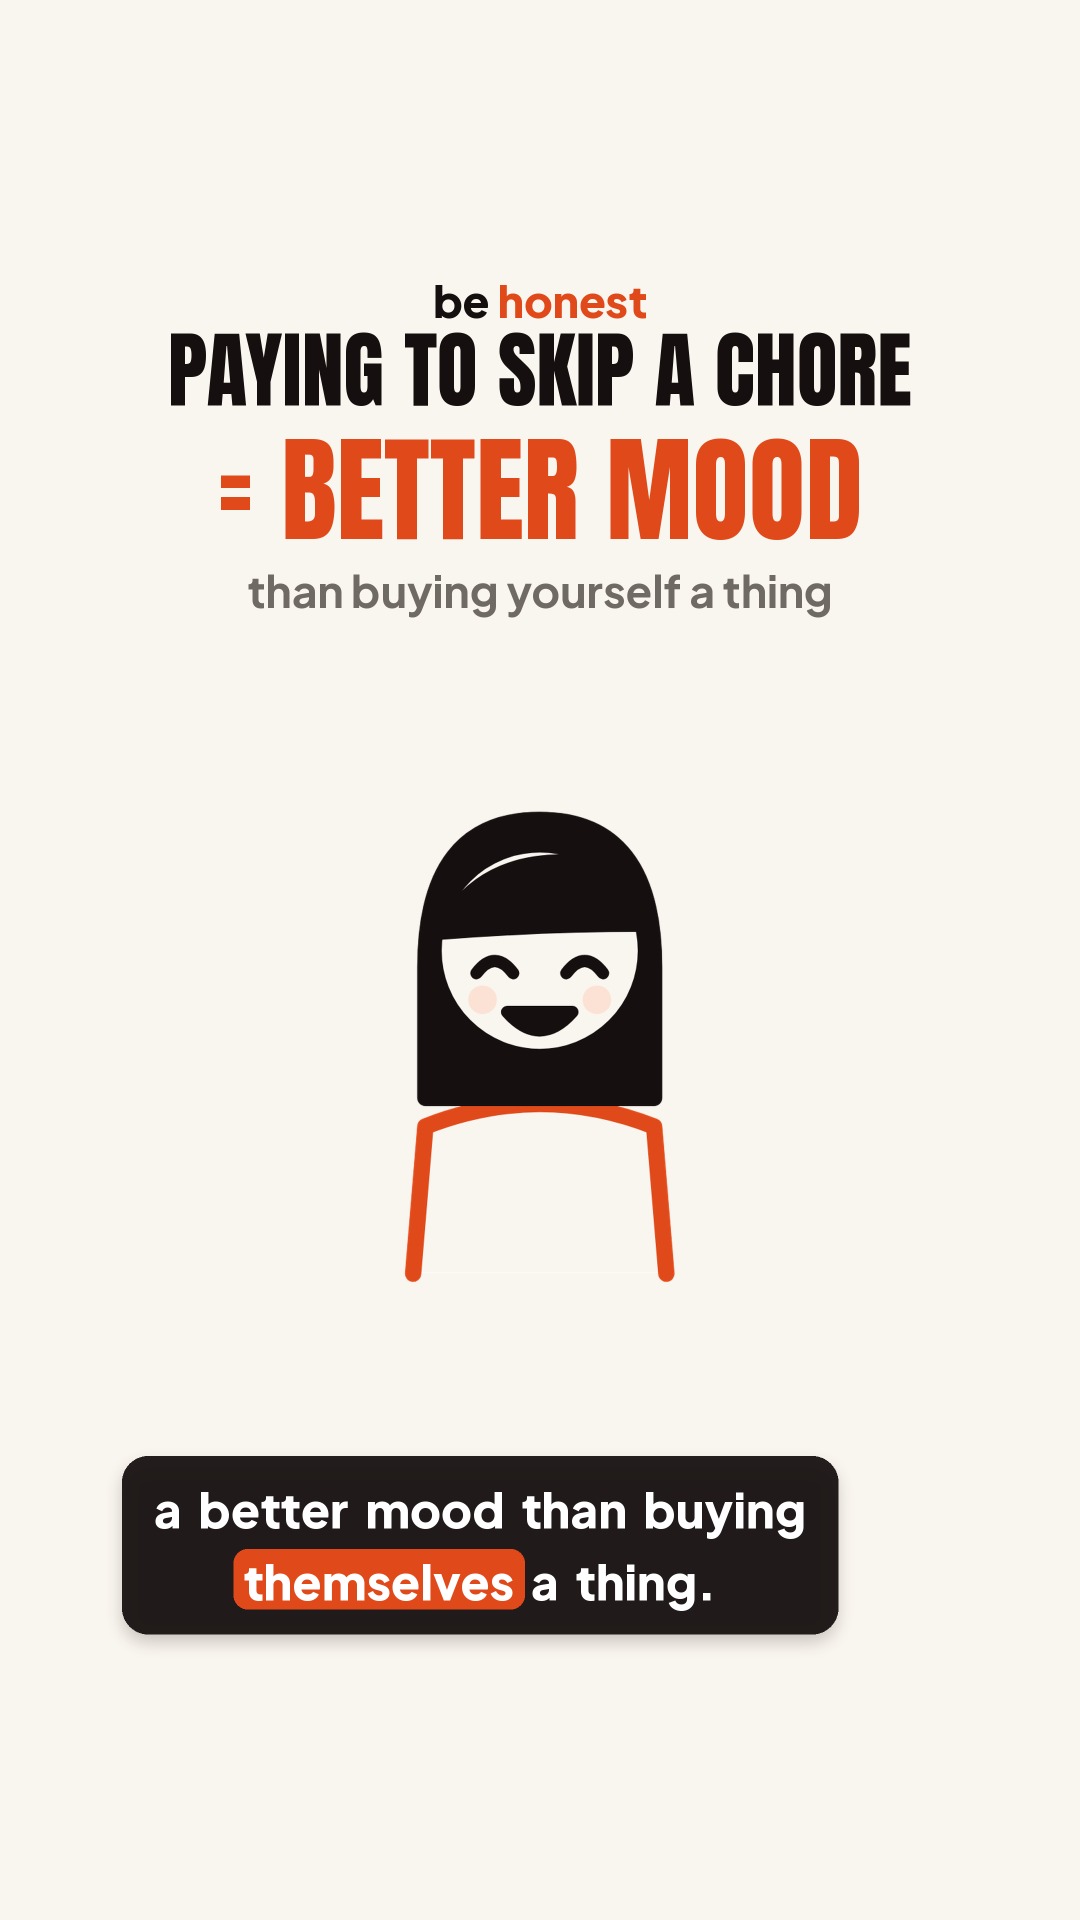 be honest
PAYING TO SKIP A CHORE
= BETTER MOOD
than buying yourself a thing
a better mood than buying
themselves a thing.